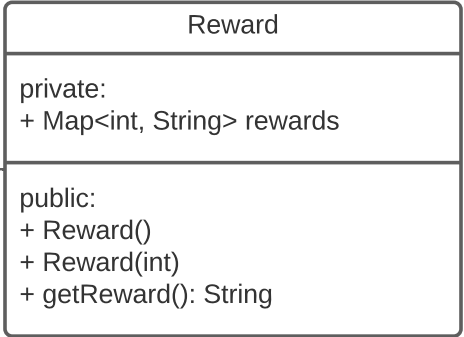 Reward
private:
+ Map<int, String> rewards
public:
+ Reward()
+ Reward(int)
+ getReward(): String